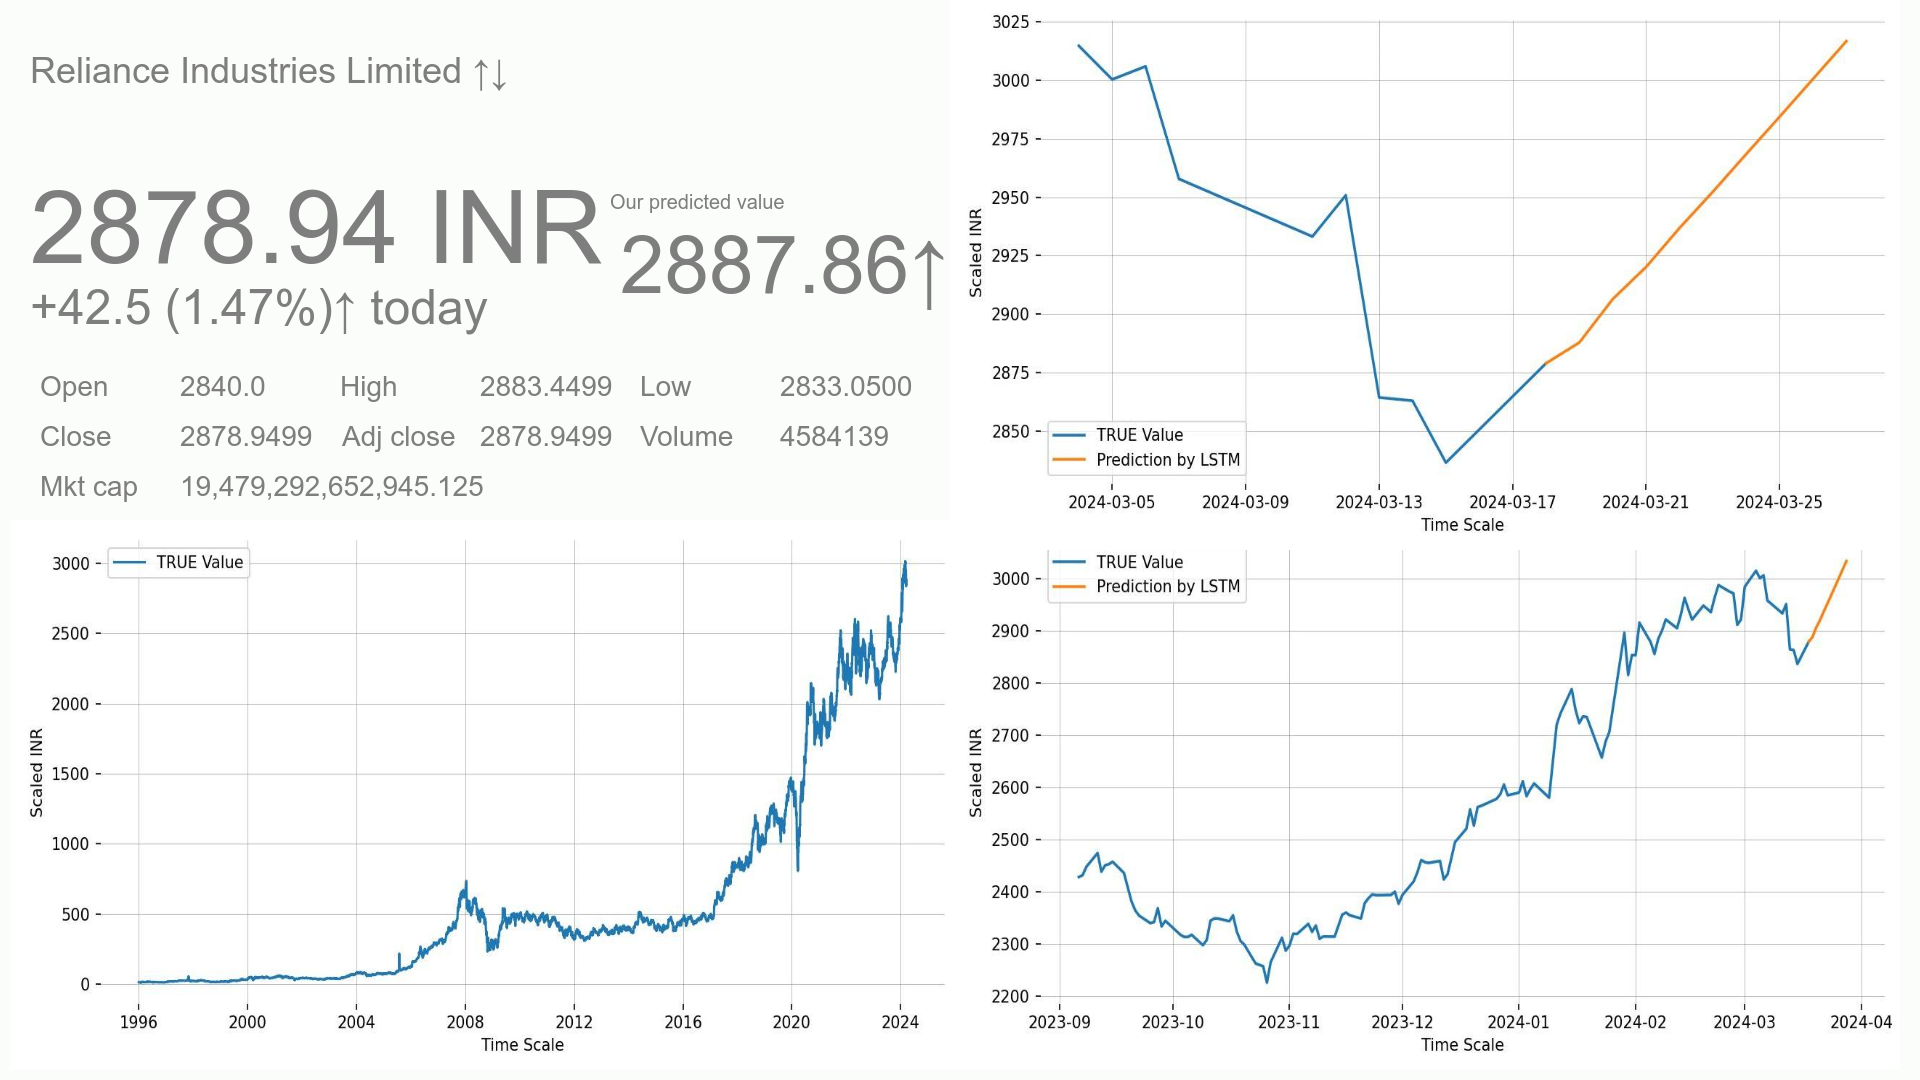 Reliance Industries Limited ↑↓
2878.94 INR
Our predicted value
2887.86↑
+42.5 (1.47%)↑ today
Open 2840.0 High 2883.4499 Low 2833.0500
Close 2878.9499 Adj close 2878.9499 Volume 4584139
Mkt cap 19,479,292,652,945.125
3025
3000
2975
2950
2925
2900
2875
2850
Scaled INR
TRUE Value
Prediction by LSTM
2024-03-05 2024-03-09 2024-03-13 2024-03-17 2024-03-21 2024-03-25
Time Scale
TRUE Value
3000
2500
2000
1500
1000
500
0
Scaled INR
1996 2000 2004 2008 2012 2016 2020 2024
Time Scale
TRUE Value
Prediction by LSTM
3000
2900
2800
2700
2600
2500
2400
2300
2200
Scaled INR
2023-09 2023-10 2023-11 2023-12 2024-01 2024-02 2024-03 2024-04
Time Scale